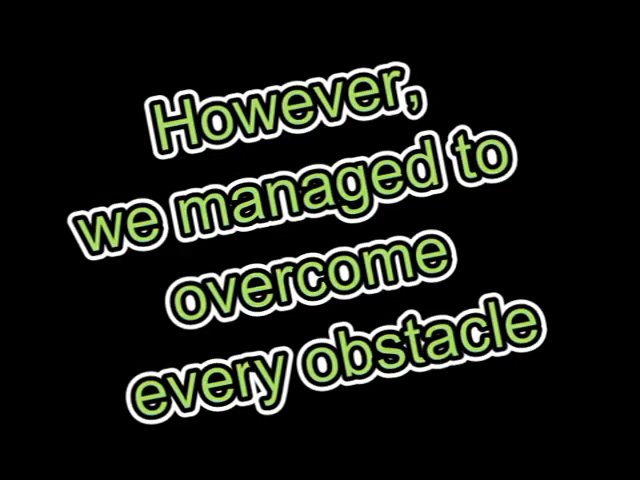 However,
we managed to
overcome
every obstacle